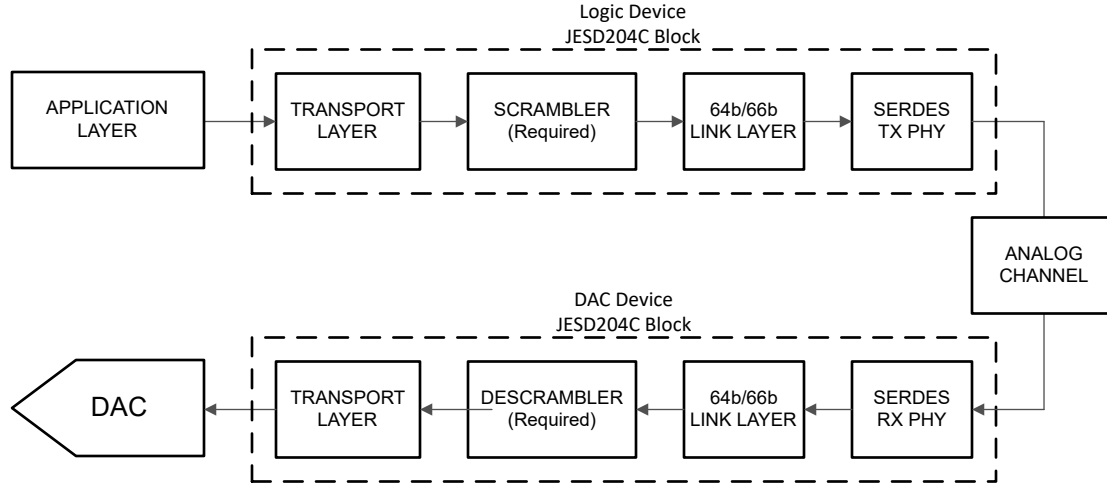 Logic Device
JESD204C Block
APPLICATION
LAYER
TRANSPORT
LAYER
SCRAMBLER
(Required)
64b/66b
LINK LAYER
SERDES
TX PHY
ANALOG
CHANNEL
DAC Device
JESD204C Block
DAC
TRANSPORT
LAYER
DESCRAMBLER
(Required)
64b/66b
LINK LAYER
SERDES
RX PHY